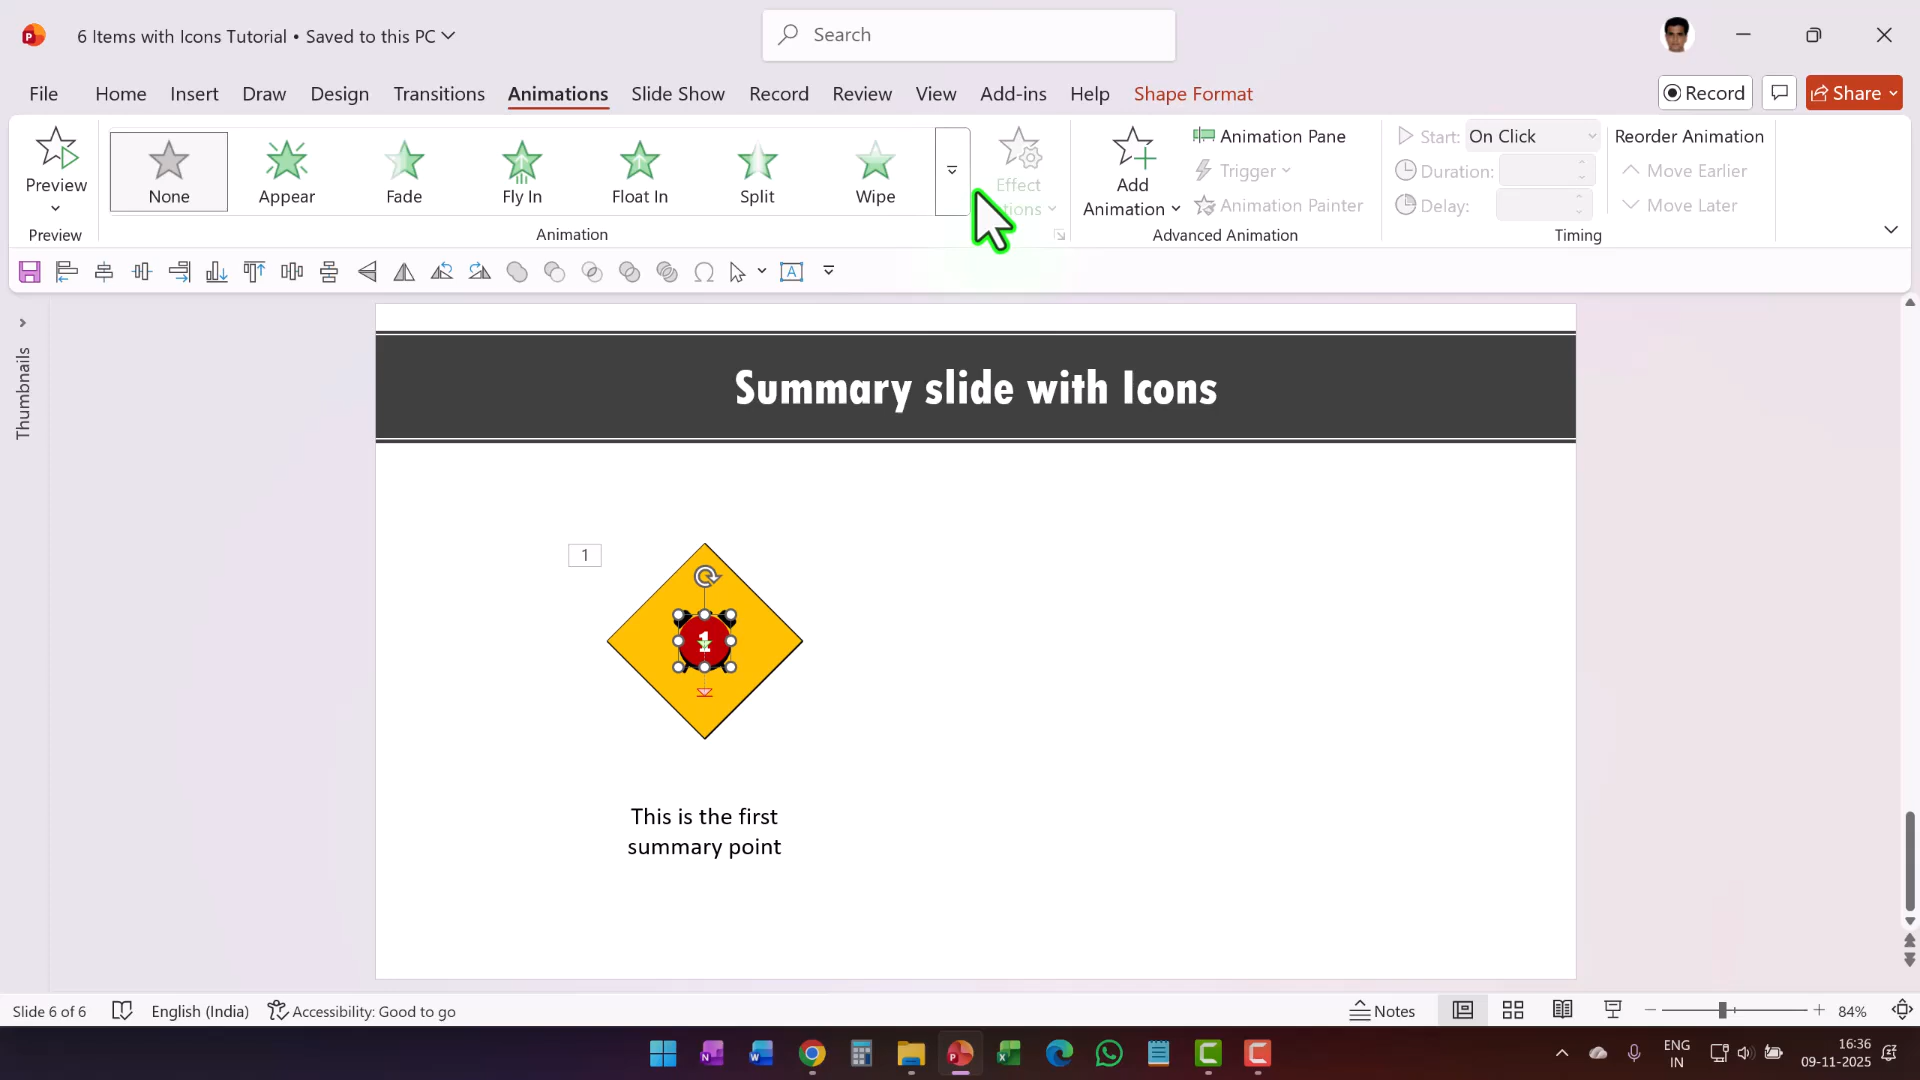 6 Items with Icons Tutorial • Saved to this PC
Search
File Home Insert Draw Design Transitions Animations Slide Show Record Review View Add-ins Help Shape Format
Record
Share
Preview
Preview
None
Appear
Fade
Fly In
Float In
Split
Wipe
Animation
Effect
Add
Animation
Animation Pane
Trigger
Animation Painter
Advanced Animation
Start: On Click
Duration:
Delay:
Timing
Reorder Animation
Move Earlier
Move Later
A
Thumbnails
Summary slide with Icons
1
1
This is the first
summary point
Slide 6 of 6
English (India)
Accessibility: Good to go
Notes
84%
ENG
IN
16:36
09-11-2025